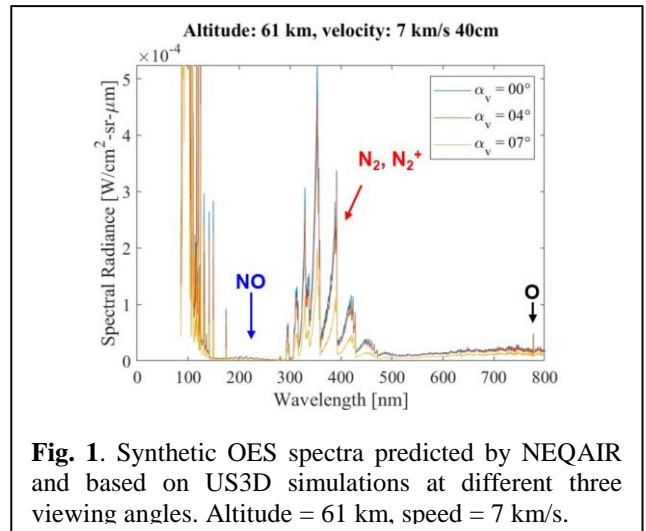 Altitude: 61 km, velocity: 7 km/s 40cm
×10⁻⁴
5
4
3
2
1
0
Spectral Radiance [W/cm²-sr-μm]
α_v = 00°
α_v = 04°
α_v = 07°
N₂, N₂⁺
NO
O
0 100 200 300 400 500 600 700 800
Wavelength [nm]
Fig. 1. Synthetic OES spectra predicted by NEQAIR
and based on US3D simulations at different three
viewing angles. Altitude = 61 km, speed = 7 km/s.